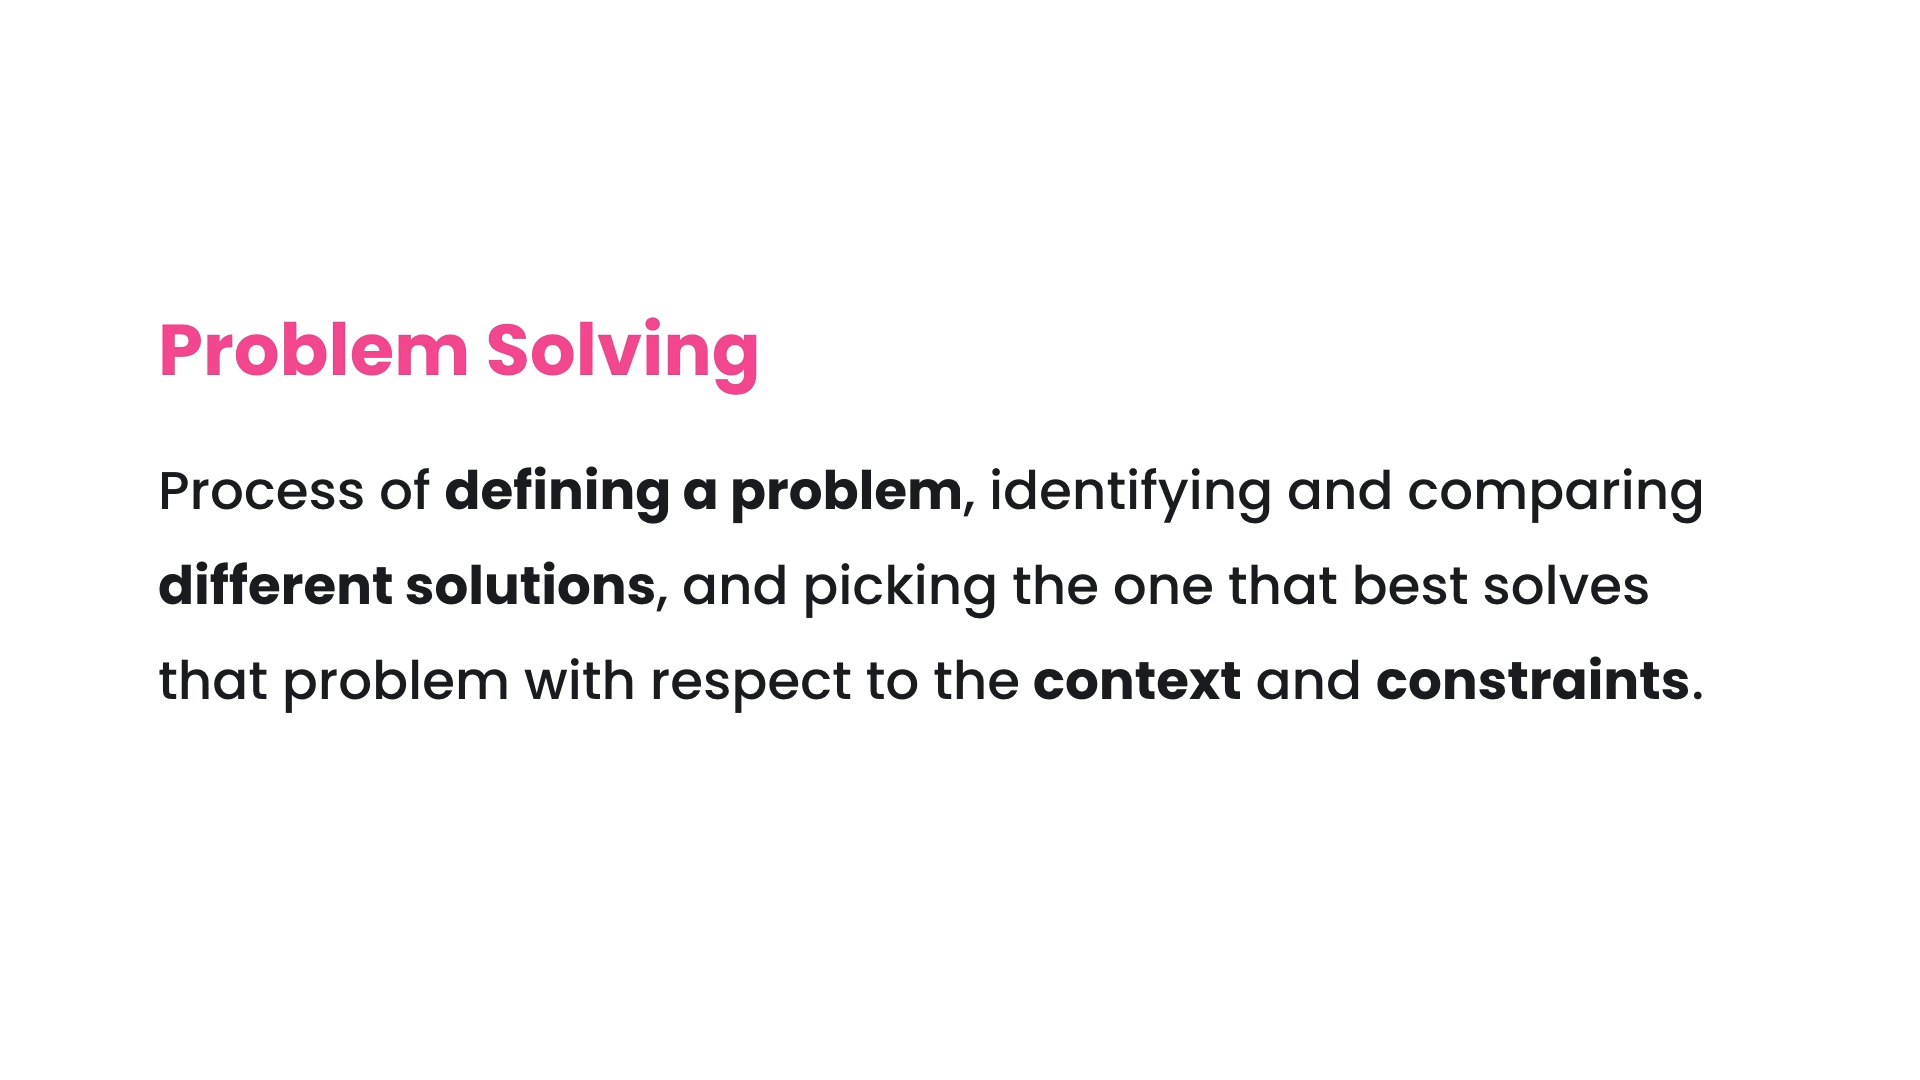 Problem Solving
Process of defining a problem, identifying and comparing
different solutions, and picking the one that best solves
that problem with respect to the context and constraints.